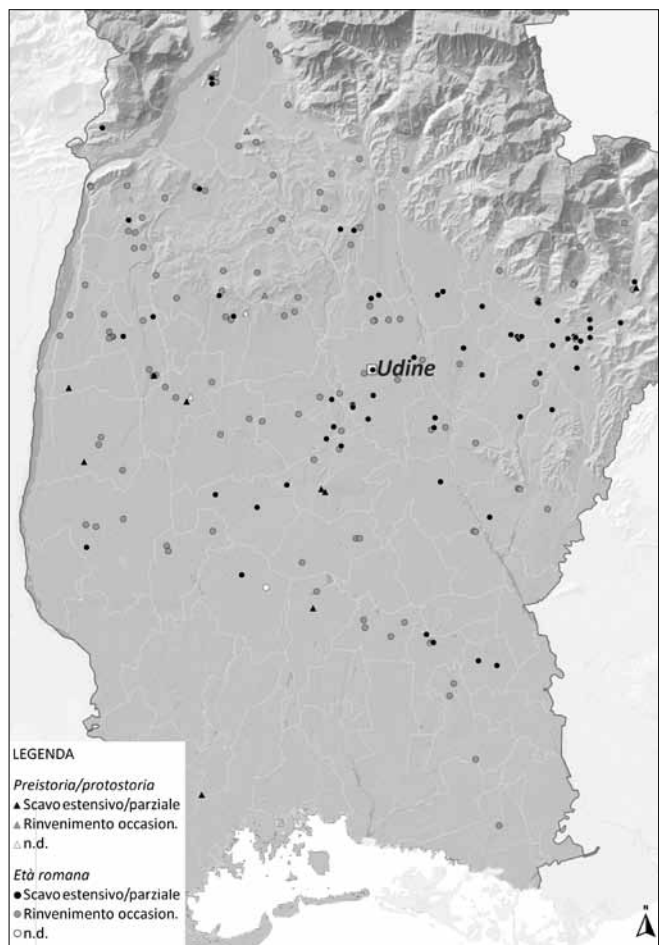 Udine
LEGENDA
Preistoria/protostoria
Scavo estensivo/parziale
Rinvenimento occasion.
n.d.
Età romana
Scavo estensivo/parziale
Rinvenimento occasion.
n.d.
N